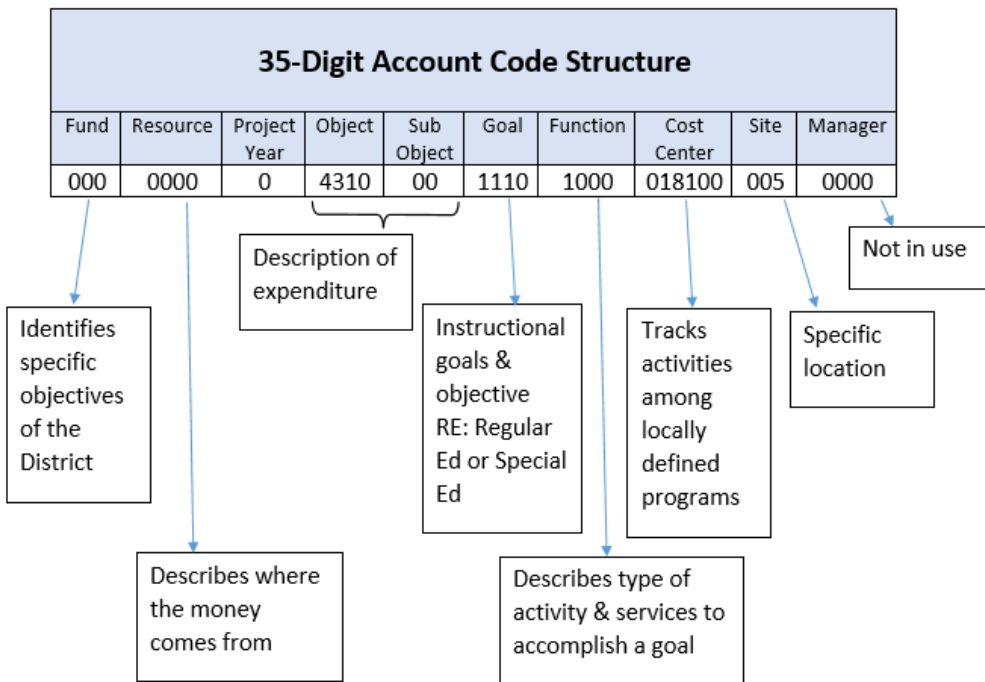 35-Digit Account Code Structure
Fund Resource Project Year Object Sub Object Goal Function Cost Center Site Manager
000 0000 0 4310 00 1110 1000 018100 005 0000
Not in use
Description of
expenditure
Identifies
specific
objectives
of the
District
Instructional
goals &
objective
RE: Regular
Ed or Special
Ed
Tracks
activities
among
locally
defined
programs
Specific
location
Describes where
the money
comes from
Describes type of
activity & services to
accomplish a goal